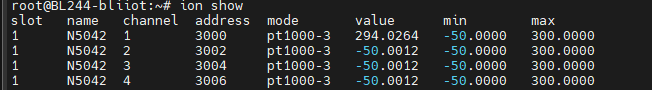 root@BL244-bliiot:~# ion show
slot name channel address mode value min max
1 N5042 1 3000 pt1000-3 294.0264 -50.0000 300.0000
1 N5042 2 3002 pt1000-3 -50.0012 -50.0000 300.0000
1 N5042 3 3004 pt1000-3 -50.0012 -50.0000 300.0000
1 N5042 4 3006 pt1000-3 -50.0012 -50.0000 300.0000